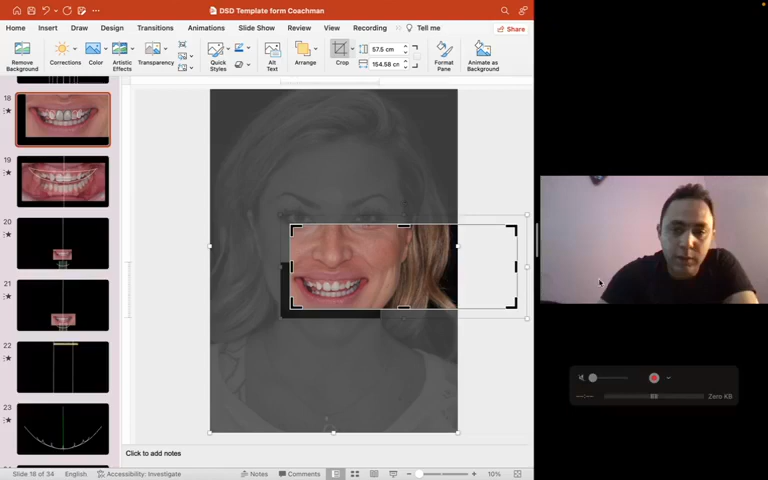 DSD Template form Coachman
Home Insert Draw Design Transitions Animations Slide Show Review View Recording Tell me Share
Remove Background
Corrections
Color
Artistic Effects
Transparency
Quick Styles
Alt Text
Arrange
Crop
57.5 cm
154.58 cm
Format Pane
Animate as Background
18
19
20
21
22
23
Click to add notes
Slide 18 of 34 English Accessibility: Investigate Notes Comments 10%
--:-- Zero KB